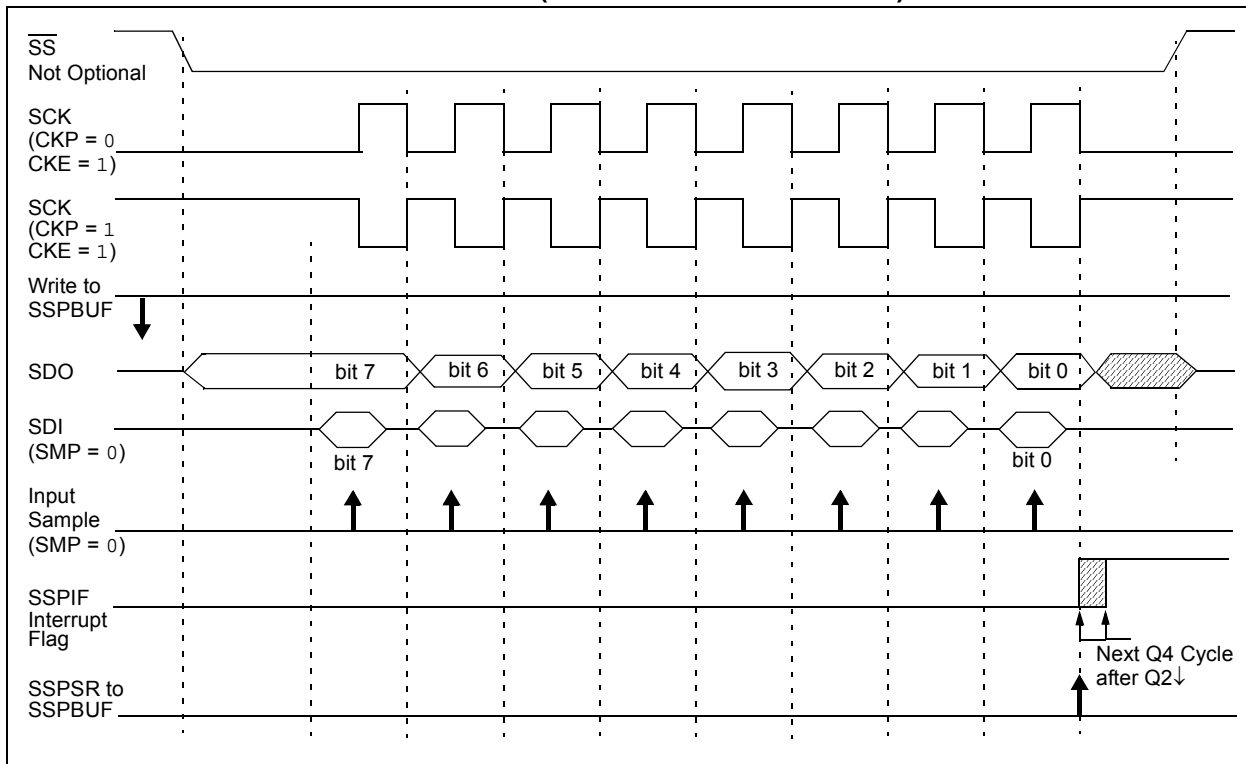 SS
Not Optional
SCK
(CKP = 0
CKE = 1)
SCK
(CKP = 1
CKE = 1)
Write to
SSPBUF
SDO
bit 7
bit 6
bit 5
bit 4
bit 3
bit 2
bit 1
bit 0
SDI
(SMP = 0)
bit 7
bit 0
Input
Sample
(SMP = 0)
SSPIF
Interrupt
Flag
Next Q4 Cycle
after Q2↓
SSPSR to
SSPBUF